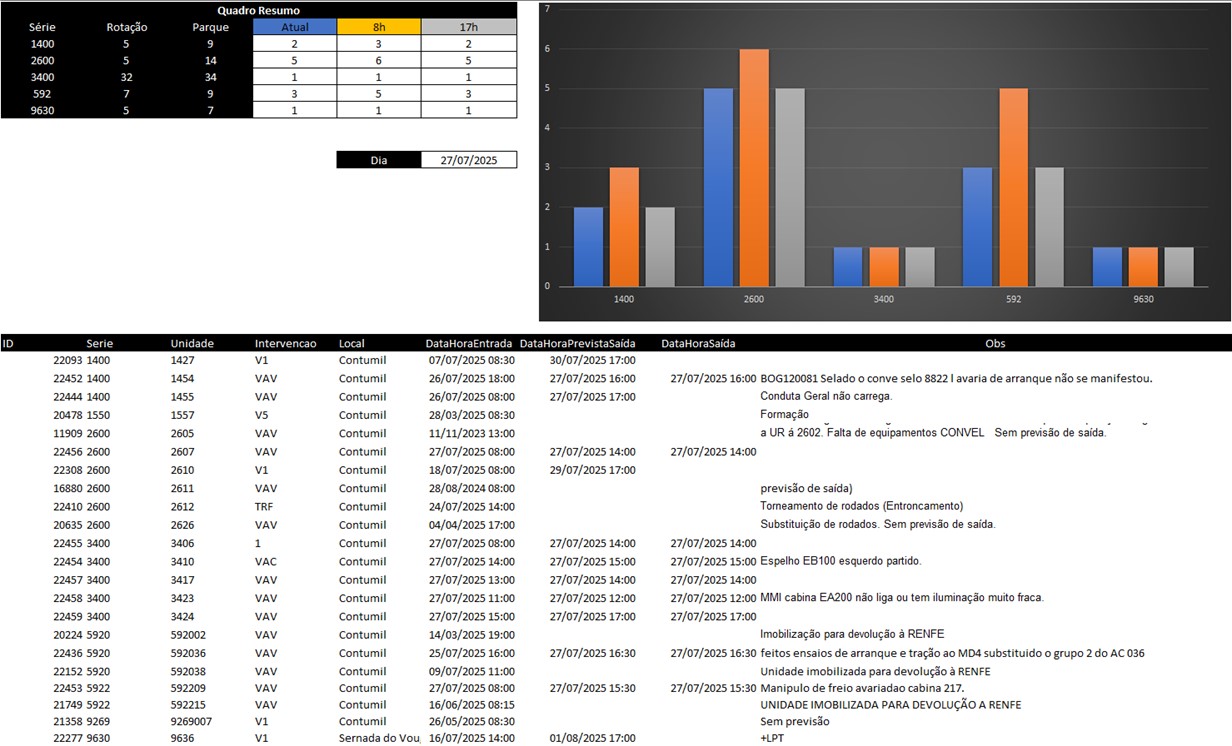 Quadro Resumo
Série Rotação Parque Atual 8h 17h
1400 5 9 2 3 2
2600 5 14 5 6 5
3400 32 34 1 1 1
592 7 9 3 5 3
9630 5 7 1 1 1
Dia 27/07/2025
7
6
5
4
3
2
1
0
1400 2600 3400 592 9630
ID Serie Unidade Intervencao Local DataHoraEntrada DataHoraPrevistaSaída DataHoraSaída Obs
22093 1400 1427 V1 Contumil 07/07/2025 08:30 30/07/2025 17:00
22452 1400 1454 VAV Contumil 26/07/2025 18:00 27/07/2025 16:00 27/07/2025 16:00 BOG120081 Selado o conve selo 8822 l avaria de arranque não se manifestou.
22444 1400 1455 VAV Contumil 26/07/2025 08:00 27/07/2025 17:00 Conduta Geral não carrega.
20478 1550 1557 V5 Contumil 28/03/2025 08:30 Formação
11909 2600 2605 VAV Contumil 11/11/2023 13:00 a UR á 2602. Falta de equipamentos CONVEL Sem previsão de saída.
22456 2600 2607 VAV Contumil 27/07/2025 08:00 27/07/2025 14:00 27/07/2025 14:00
22308 2600 2610 V1 Contumil 18/07/2025 08:00 29/07/2025 17:00
16880 2600 2611 VAV Contumil 28/08/2024 08:00 previsão de saída)
22410 2600 2612 TRF Contumil 24/07/2025 14:00 Torneamento de rodados (Entroncamento)
20635 2600 2626 VAV Contumil 04/04/2025 17:00 Substituição de rodados. Sem previsão de saída.
22455 3400 3406 1 Contumil 27/07/2025 08:00 27/07/2025 14:00 27/07/2025 14:00
22454 3400 3410 VAC Contumil 27/07/2025 14:00 27/07/2025 15:00 27/07/2025 15:00 Espelho EB100 esquerdo partido.
22457 3400 3417 VAV Contumil 27/07/2025 13:00 27/07/2025 14:00 27/07/2025 14:00
22458 3400 3423 VAV Contumil 27/07/2025 11:00 27/07/2025 12:00 27/07/2025 12:00 MMI cabina EA200 não liga ou tem iluminação muito fraca.
22459 3400 3424 VAV Contumil 27/07/2025 15:00 27/07/2025 17:00 27/07/2025 17:00
20224 5920 592002 VAV Contumil 14/03/2025 19:00 Imobilização para devolução à RENFE
22436 5920 592036 VAV Contumil 25/07/2025 16:00 27/07/2025 16:30 27/07/2025 16:30 feitos ensaios de arranque e tração ao MD4 substituido o grupo 2 do AC 036
22152 5920 592038 VAV Contumil 09/07/2025 11:00 Unidade imobilizada para devolução à RENFE
22453 5922 592209 VAV Contumil 27/07/2025 08:00 27/07/2025 15:30 27/07/2025 15:30 Manipulo de freio avariadao cabina 217.
21749 5922 592215 VAV Contumil 16/06/2025 08:15 UNIDADE IMOBILIZADA PARA DEVOLUÇÃO A RENFE
21358 9269 9269007 V1 Contumil 26/05/2025 08:30 Sem previsão
22277 9630 9636 V1 Sernada do Vou 16/07/2025 14:00 01/08/2025 17:00 +LPT